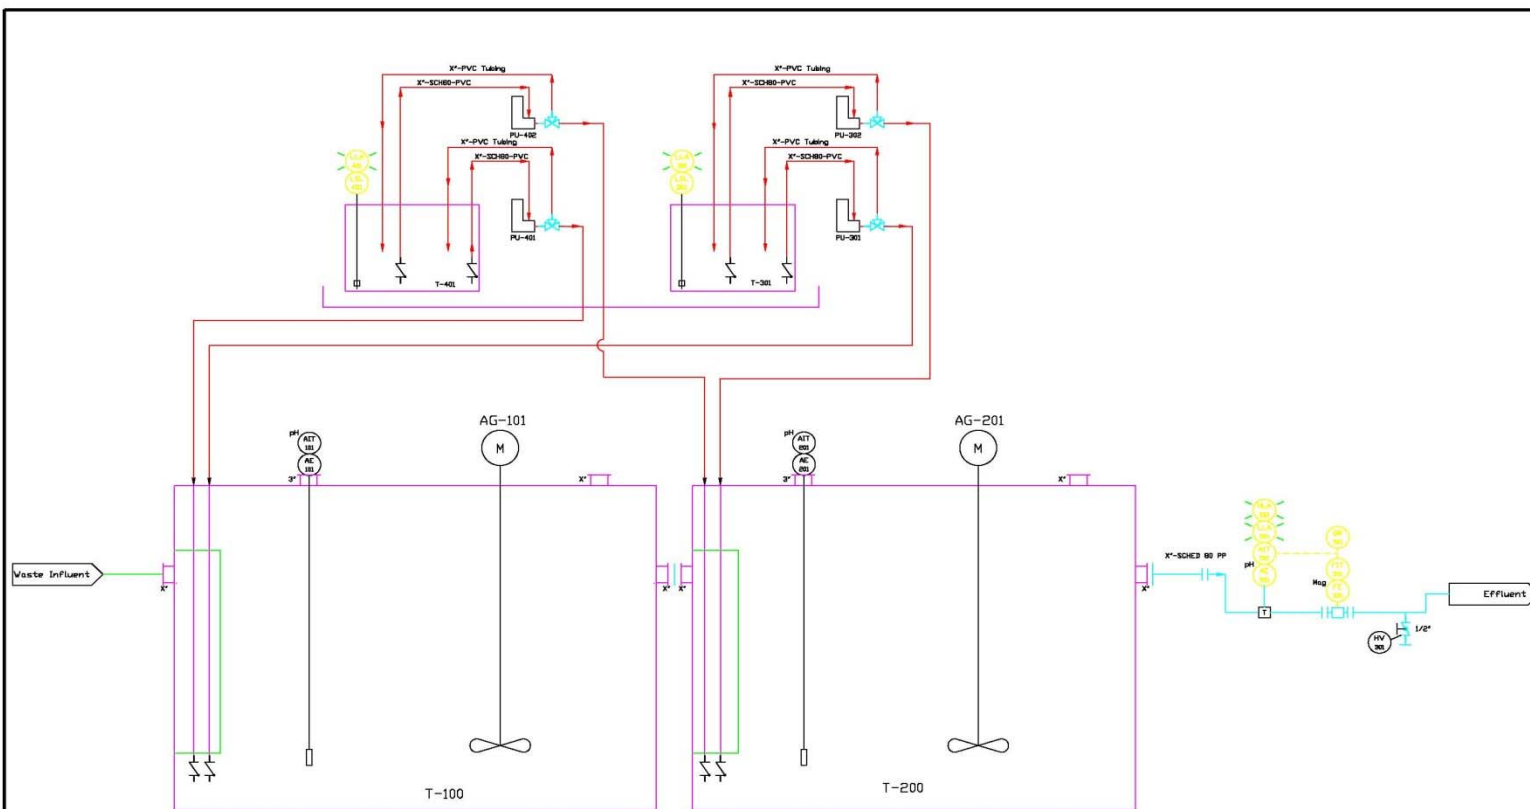 X"-PVC Tubing
X"-SCH80-PVC
PU-402
X"-PVC Tubing
X"-SCH80-PVC
PU-401
T-401
X"-PVC Tubing
X"-SCH80-PVC
PU-302
X"-PVC Tubing
X"-SCH80-PVC
PU-301
T-301
pH
AIT
101
AE
101
3"
AG-101
M
X"
pH
AIT
201
AE
201
3"
AG-201
M
X"
Waste Influent
X"
X"
X"
X"
X"-SCHED 80 PP
pH
Mag
HV
301
1/2"
Effluent
T
T-100
T-200